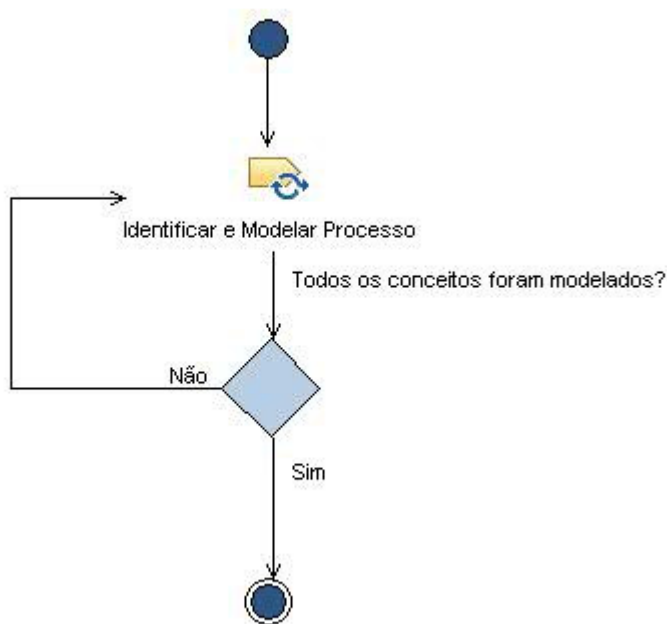 Identificar e Modelar Processo
Todos os conceitos foram modelados?
Não
Sim